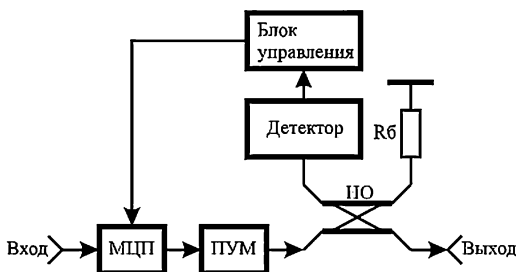 Блок
управления
Детектор
Rб
НО
Вход
МЦП
ПУМ
Выход